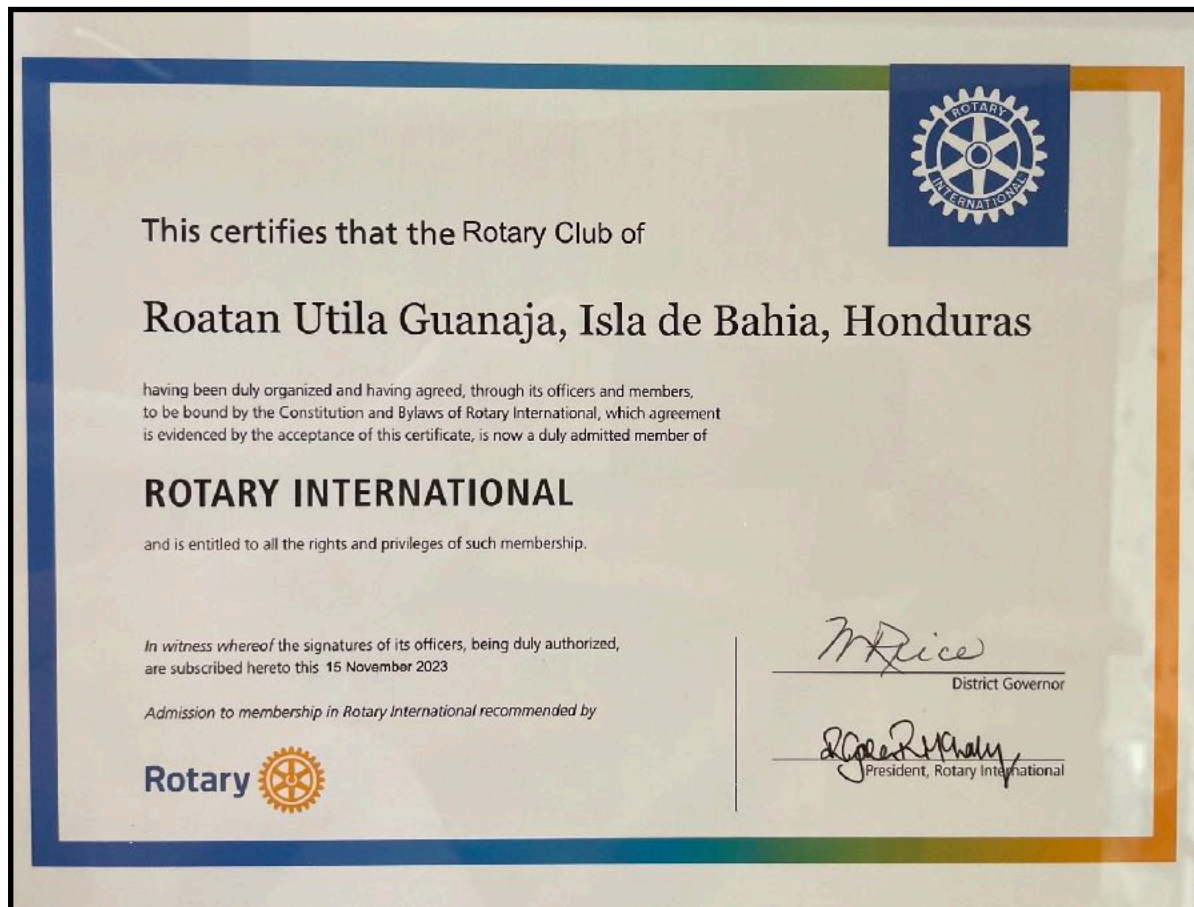 ROTARY
INTERNATIONAL
This certifies that the Rotary Club of
Roatan Utila Guanaja, Isla de Bahia, Honduras
having been duly organized and having agreed, through its officers and members,
to be bound by the Constitution and Bylaws of Rotary International, which agreement
is evidenced by the acceptance of this certificate, is now a duly admitted member of
ROTARY INTERNATIONAL
and is entitled to all the rights and privileges of such membership.
In witness whereof the signatures of its officers, being duly authorized,
are subscribed hereto this 15 November 2023
Admission to membership in Rotary International recommended by
Rotary
District Governor
President, Rotary International